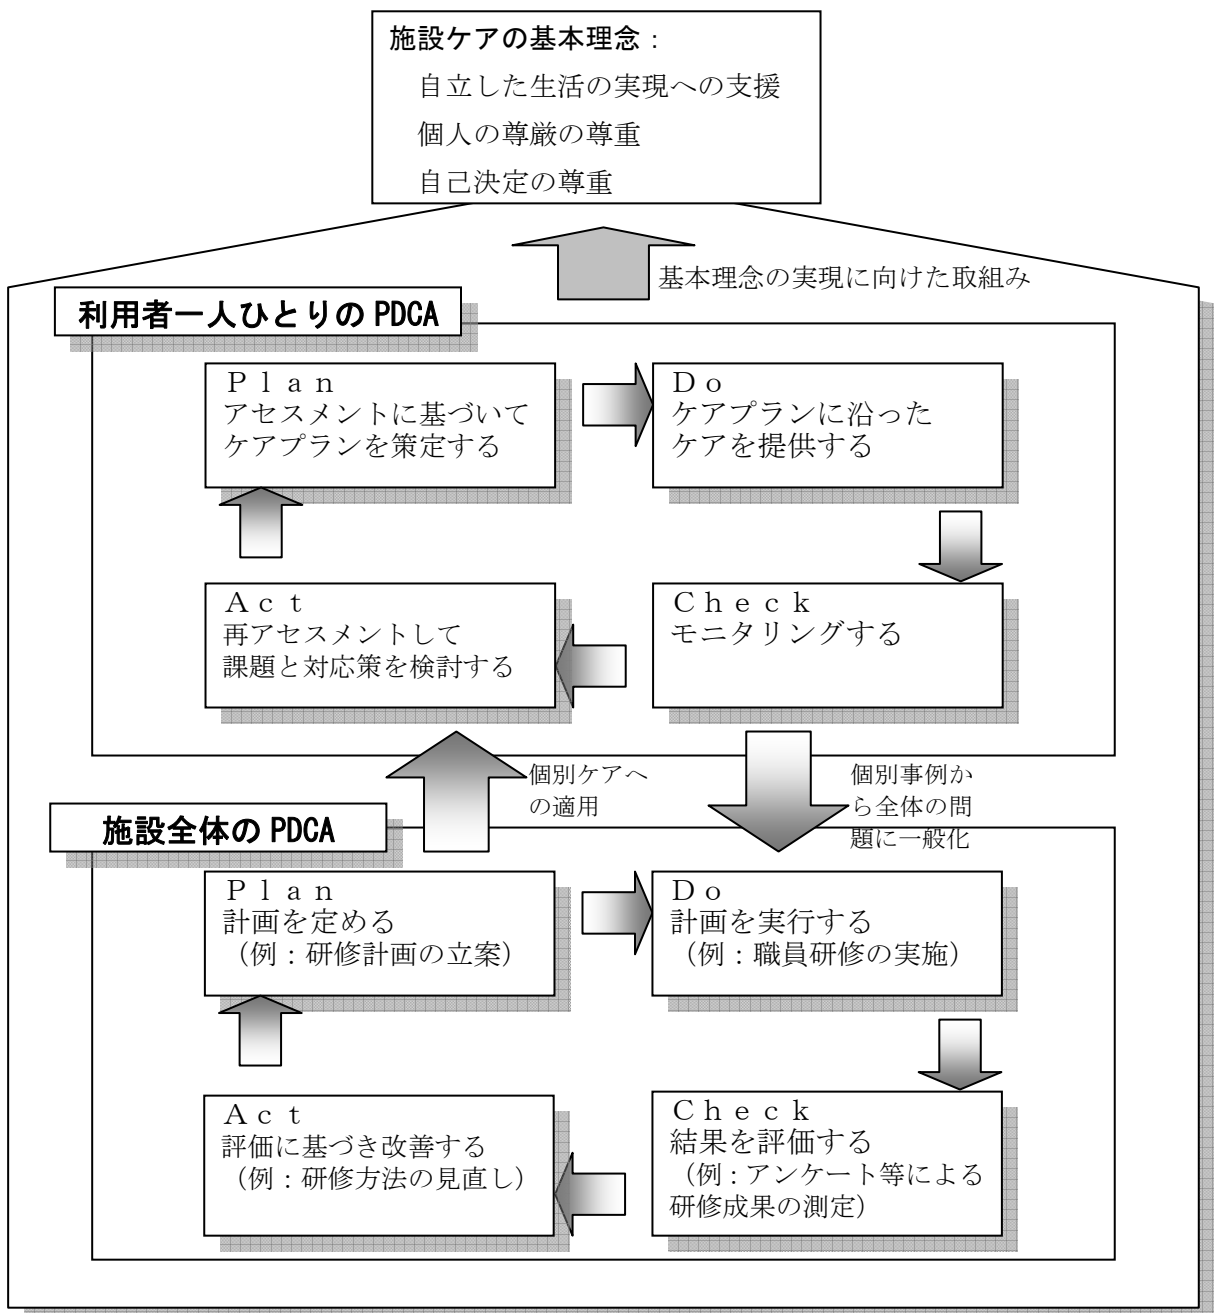 施設ケアの基本理念：
自立した生活の実現への支援
個人の尊厳の尊重
自己決定の尊重
基本理念の実現に向けた取組み
利用者一人ひとりの PDCA
Ｐｌａｎ
アセスメントに基づいて
ケアプランを策定する
Ｄｏ
ケアプランに沿った
ケアを提供する
Ａｃｔ
再アセスメントして
課題と対応策を検討する
Ｃｈｅｃｋ
モニタリングする
個別ケアへ
の適用
個別事例か
ら全体の問
題に一般化
施設全体の PDCA
Ｐｌａｎ
計画を定める
（例：研修計画の立案）
Ｄｏ
計画を実行する
（例：職員研修の実施）
Ａｃｔ
評価に基づき改善する
（例：研修方法の見直し）
Ｃｈｅｃｋ
結果を評価する
（例：アンケート等による
研修成果の測定）